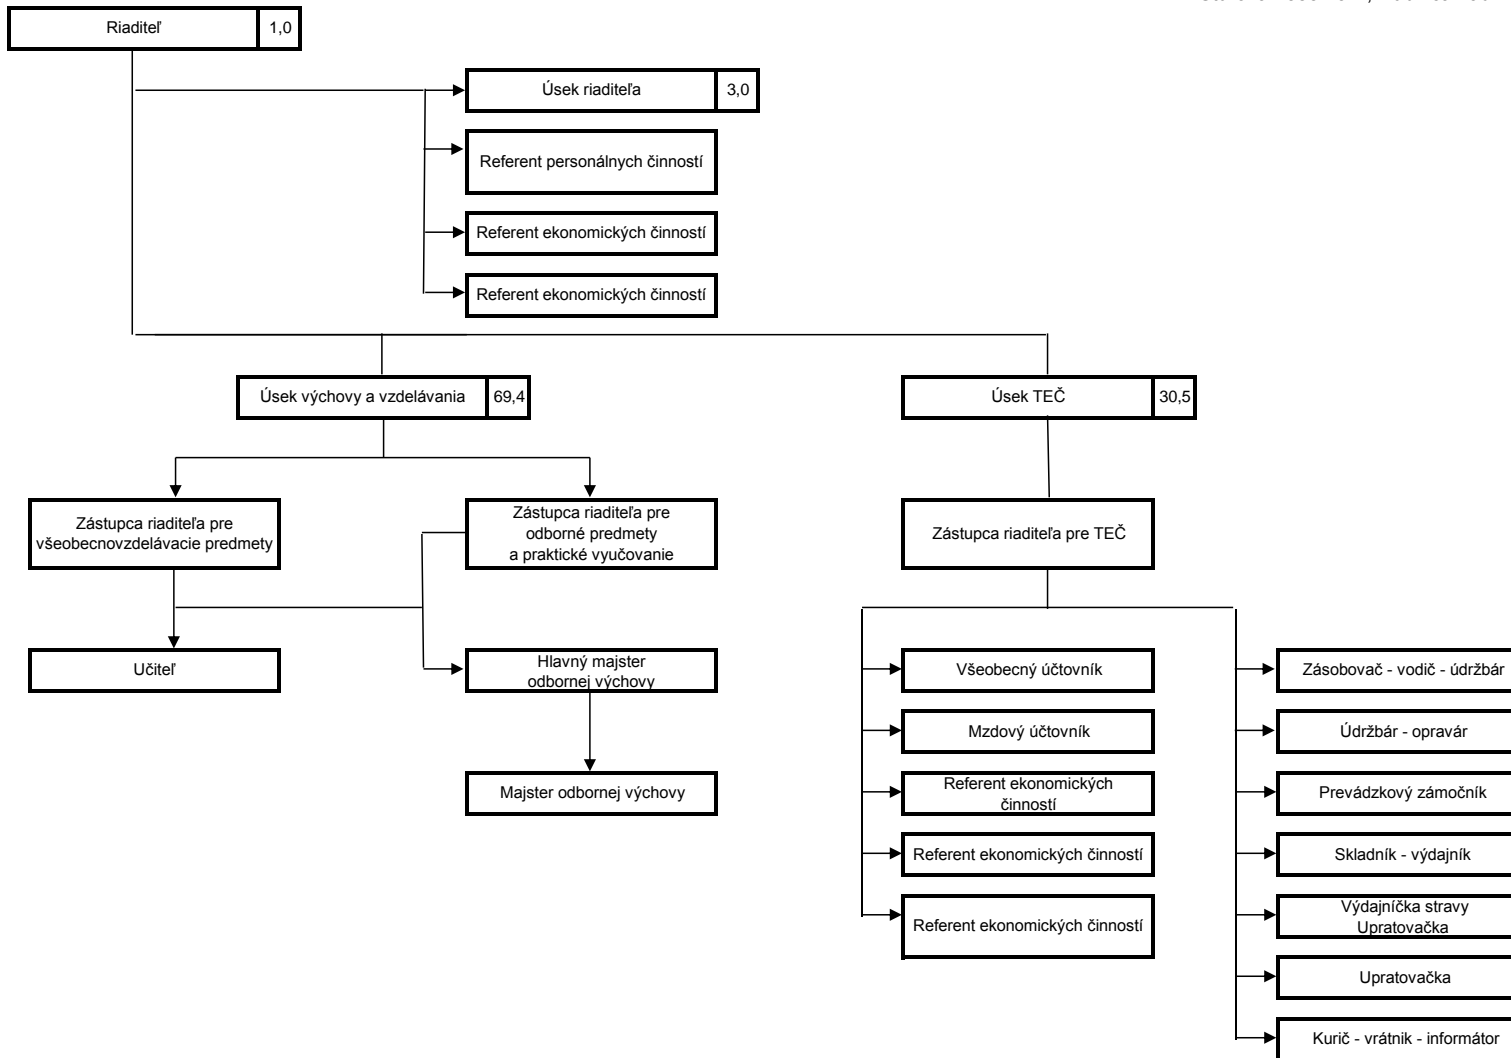 Riaditeľ 1,0
Úsek riaditeľa 3,0
Referent personálnych činností
Referent ekonomických činností
Referent ekonomických činností
Úsek výchovy a vzdelávania 69,4
Úsek TEČ 30,5
Zástupca riaditeľa pre
všeobecnovzdelávacie predmety
Zástupca riaditeľa pre
odborné predmety
a praktické vyučovanie
Zástupca riaditeľa pre TEČ
Učiteľ
Hlavný majster
odbornej výchovy
Majster odbornej výchovy
Všeobecný účtovník
Mzdový účtovník
Referent ekonomických
činností
Referent ekonomických činností
Referent ekonomických činností
Zásobovač - vodič - údržbár
Údržbár - opravár
Prevádzkový zámočník
Skladník - výdajník
Výdajníčka stravy
Upratovačka
Upratovačka
Kurič - vrátnik - informátor